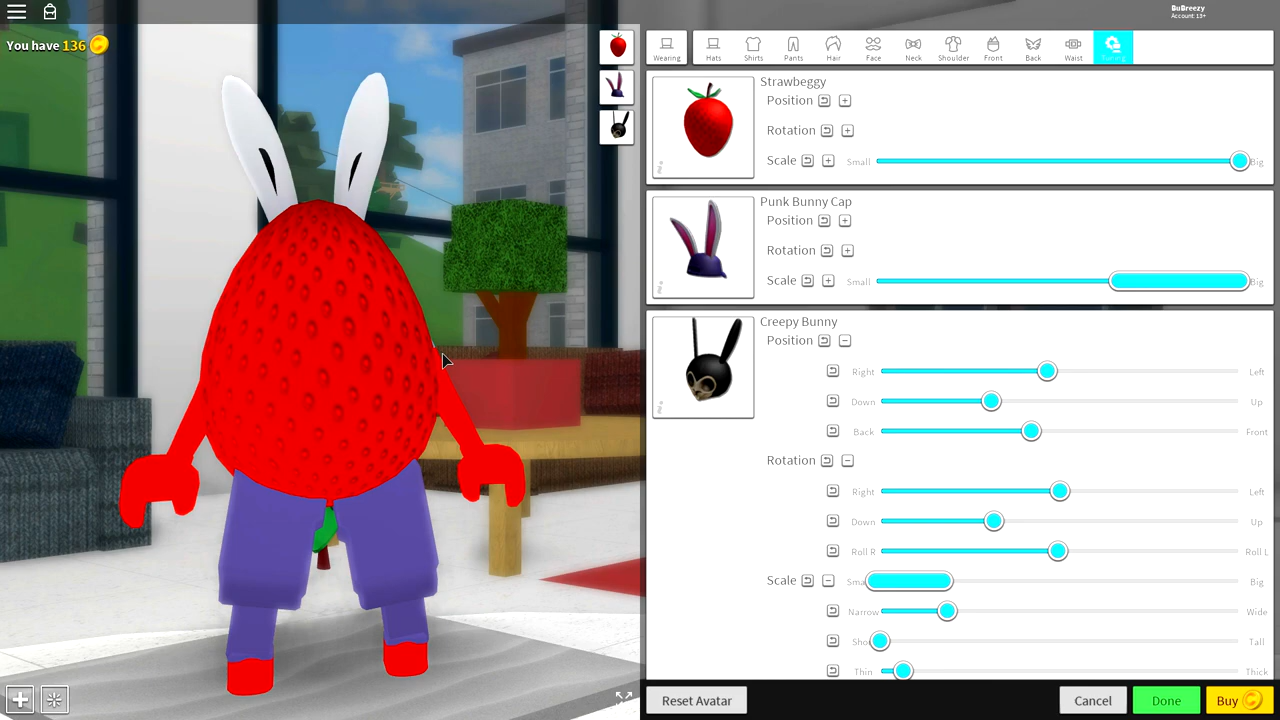 BuBreezy
Account: 13+
You have 136
Wearing
Hats
Shirts
Pants
Hair
Face
Neck
Shoulder
Front
Back
Waist
Strawbeggy
Position
Rotation
Scale
Small
Big
Punk Bunny Cap
Position
Rotation
Scale
Small
Big
Creepy Bunny
Position
Right
Left
Down
Up
Back
Front
Rotation
Right
Left
Down
Up
Roll R
Roll L
Scale
Sma
Big
Narrow
Wide
Sho
Tall
Thin
Thick
Reset Avatar
Cancel
Done
Buy